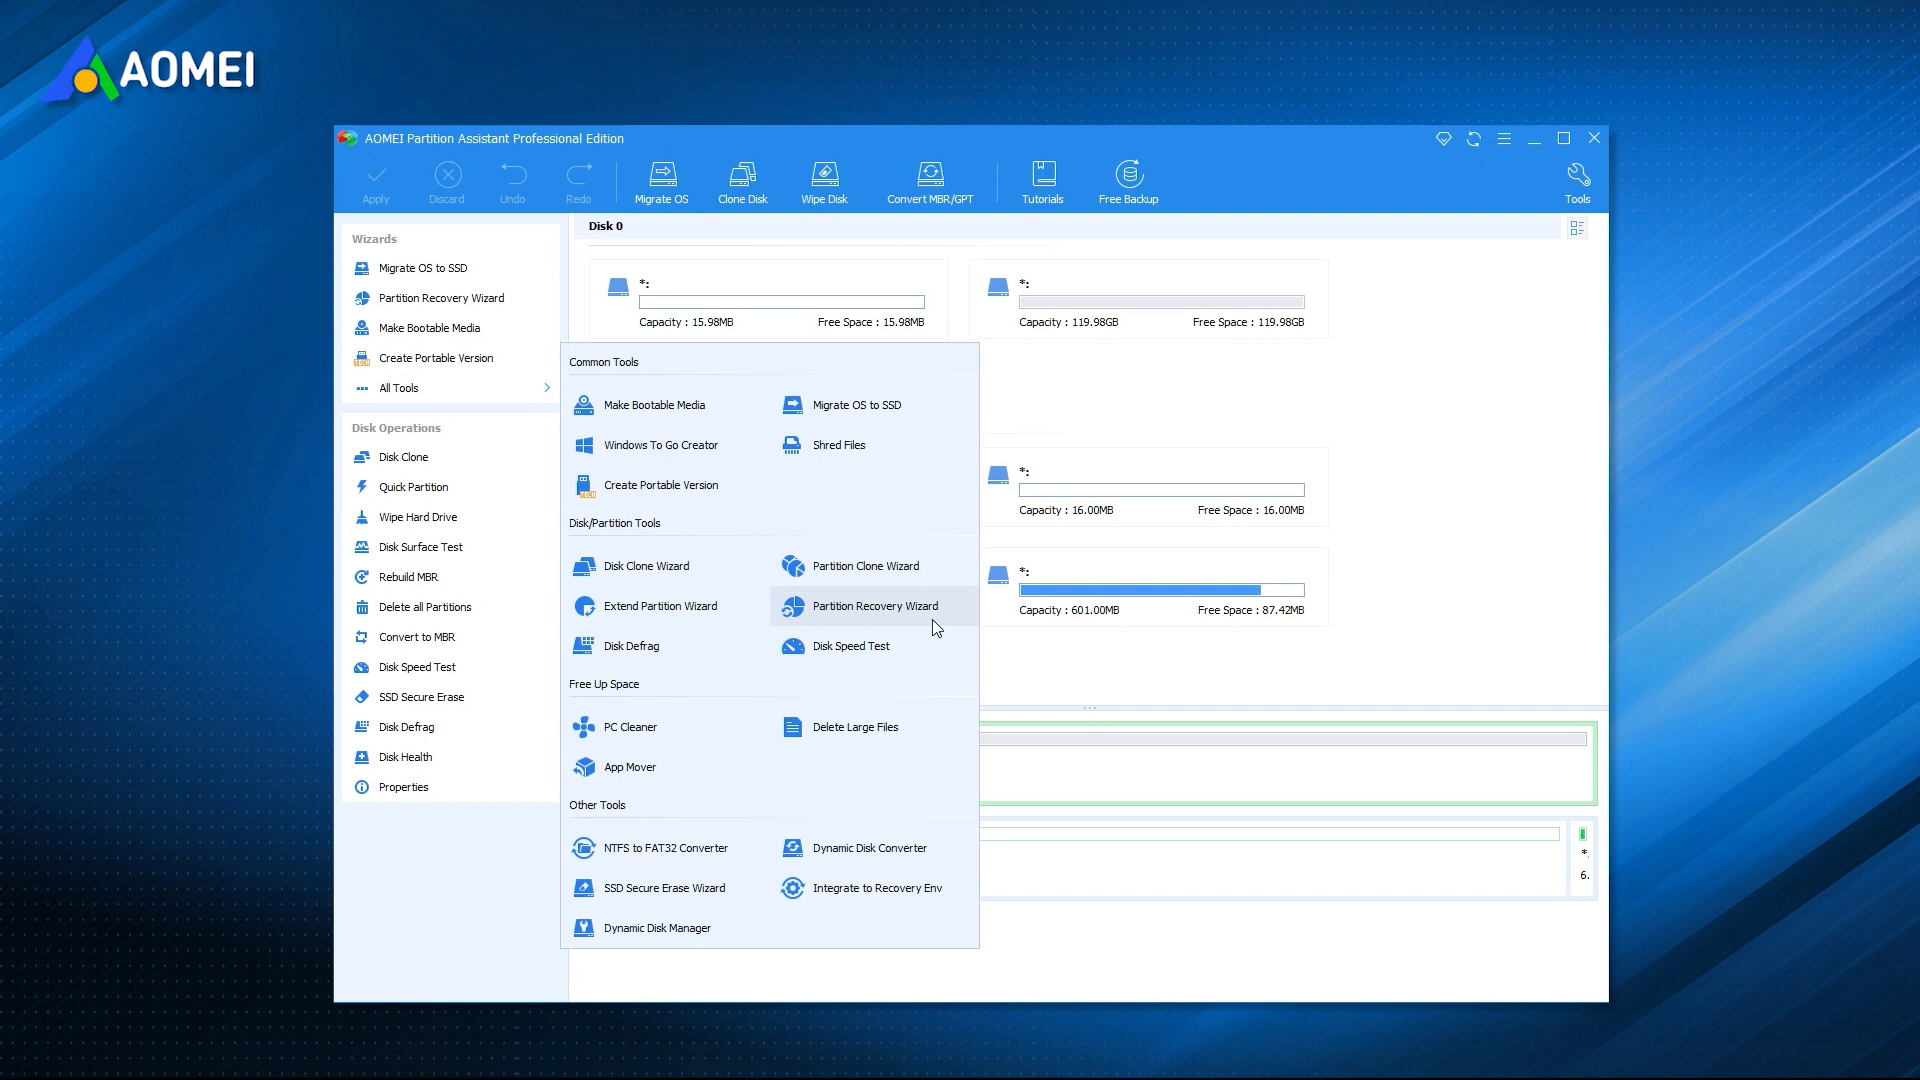 AOMEI
AOMEI Partition Assistant Professional Edition
Apply
Discard
Undo
Redo
Migrate OS
Clone Disk
Wipe Disk
Convert MBR/GPT
Tutorials
Free Backup
Tools
Wizards
Migrate OS to SSD
Partition Recovery Wizard
Make Bootable Media
TECH
Create Portable Version
All Tools
Disk Operations
Disk Clone
Quick Partition
Wipe Hard Drive
Disk Surface Test
Rebuild MBR
Delete all Partitions
Convert to MBR
Disk Speed Test
SSD Secure Erase
Disk Defrag
Disk Health
Properties
Disk 0
*:
Capacity : 15.98MB Free Space : 15.98MB
*:
Capacity : 119.98GB Free Space : 119.98GB
Common Tools
Make Bootable Media
Migrate OS to SSD
Windows To Go Creator
Shred Files
TECH
Create Portable Version
Disk/Partition Tools
Disk Clone Wizard
Partition Clone Wizard
Extend Partition Wizard
Partition Recovery Wizard
Disk Defrag
Disk Speed Test
Free Up Space
PC Cleaner
Delete Large Files
App Mover
Other Tools
NTFS to FAT32 Converter
Dynamic Disk Converter
SSD Secure Erase Wizard
Integrate to Recovery Env
Dynamic Disk Manager
*:
Capacity : 16.00MB Free Space : 16.00MB
*:
Capacity : 601.00MB Free Space : 87.42MB
*.
6.